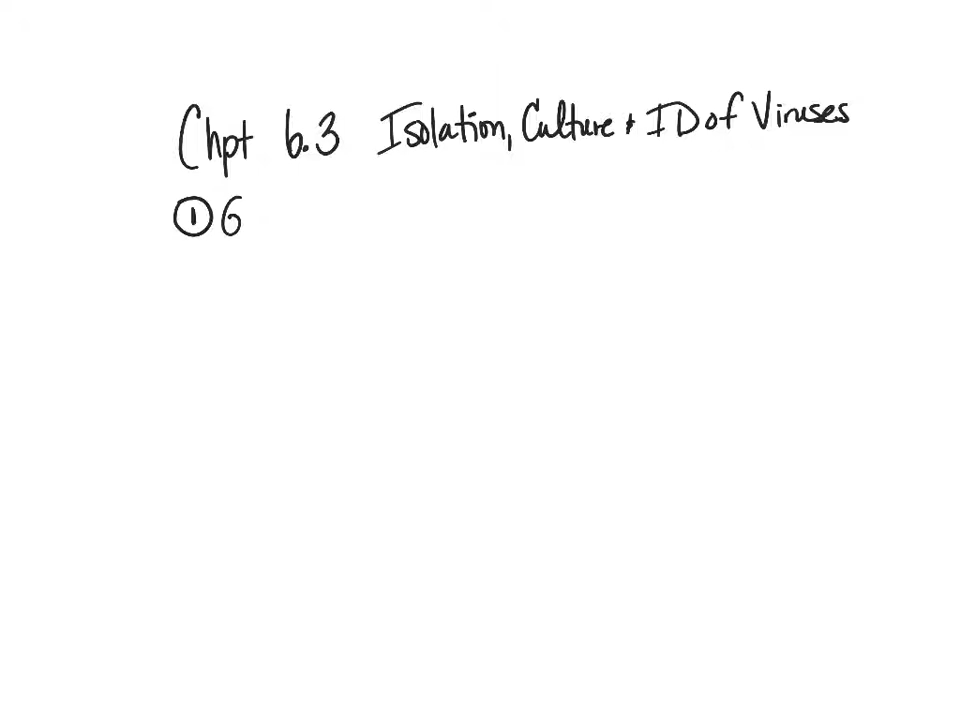 Chpt 6.3 Isolation, Culture + ID of Viruses
① G